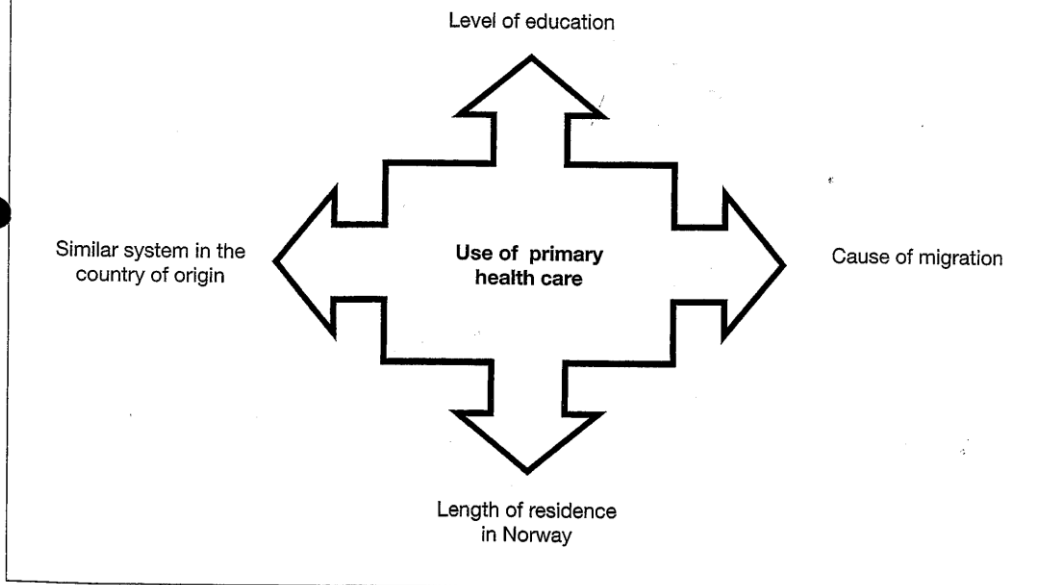 Level of education
Similar system in the
country of origin
Use of primary
health care
Cause of migration
Length of residence
in Norway